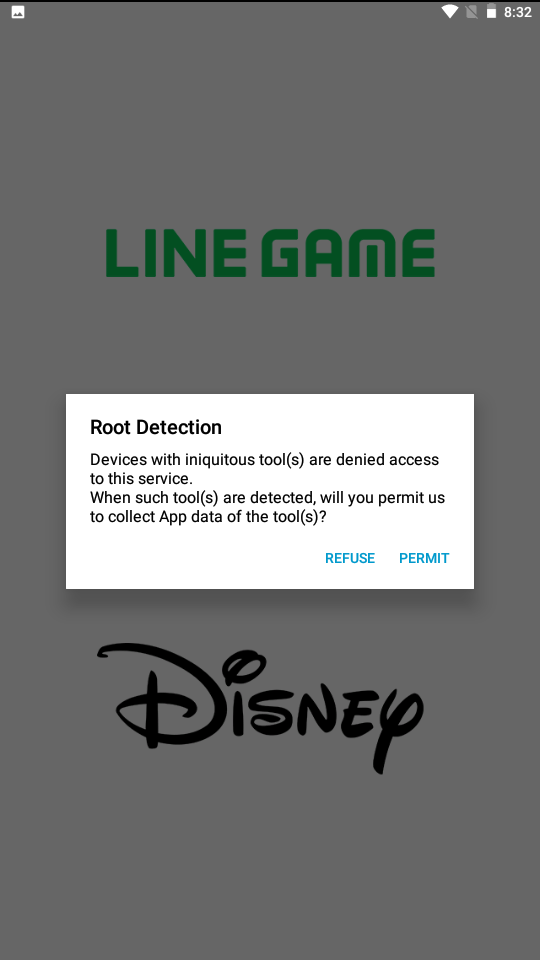 8:32
LINE GAME
Root Detection
Devices with iniquitous tool(s) are denied access
to this service.
When such tool(s) are detected, will you permit us
to collect App data of the tool(s)?
REFUSE PERMIT
DISNEY